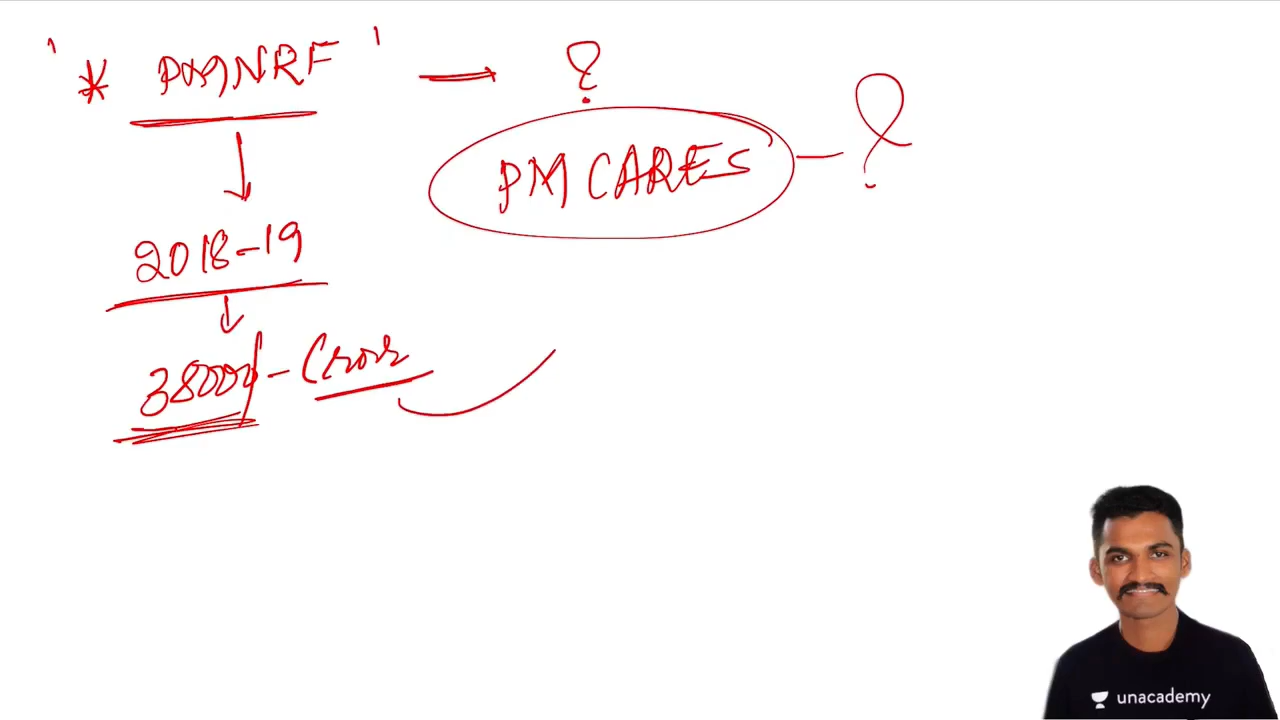 ' * PMNRF ' → ?
PM CARES - ?
2018-19
38000/- Crore
unacademy